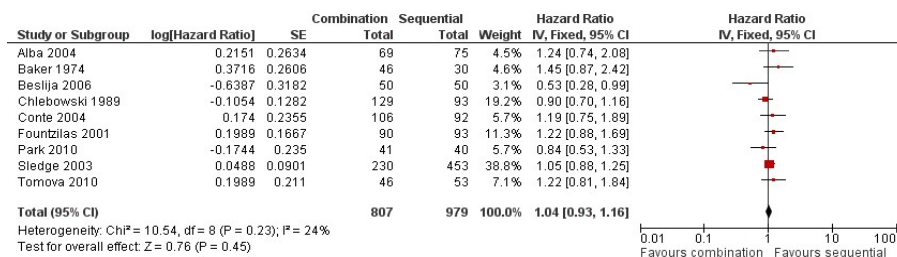 Combination Sequential Hazard Ratio Hazard Ratio
Study or Subgroup log[Hazard Ratio] SE Total Total Weight IV, Fixed, 95% CI IV, Fixed, 95% CI
Alba 2004 0.2151 0.2634 69 75 4.5% 1.24 [0.74, 2.08]
Baker 1974 0.3716 0.2606 46 30 4.6% 1.45 [0.87, 2.42]
Beslija 2006 -0.6387 0.3182 50 50 3.1% 0.53 [0.28, 0.99]
Chlebowski 1989 -0.1054 0.1282 129 93 19.2% 0.90 [0.70, 1.16]
Conte 2004 0.174 0.2355 106 92 5.7% 1.19 [0.75, 1.89]
Fountzilas 2001 0.1989 0.1667 90 93 11.3% 1.22 [0.88, 1.69]
Park 2010 -0.1744 0.235 41 40 5.7% 0.84 [0.53, 1.33]
Sledge 2003 0.0488 0.0901 230 453 38.8% 1.05 [0.88, 1.25]
Tomova 2010 0.1989 0.211 46 53 7.1% 1.22 [0.81, 1.84]
Total (95% CI) 807 979 100.0% 1.04 [0.93, 1.16]
Heterogeneity: Chi² = 10.54, df = 8 (P = 0.23); I² = 24%
Test for overall effect: Z = 0.76 (P = 0.45)
0.01 0.1 1 10 100
Favours combination Favours sequential